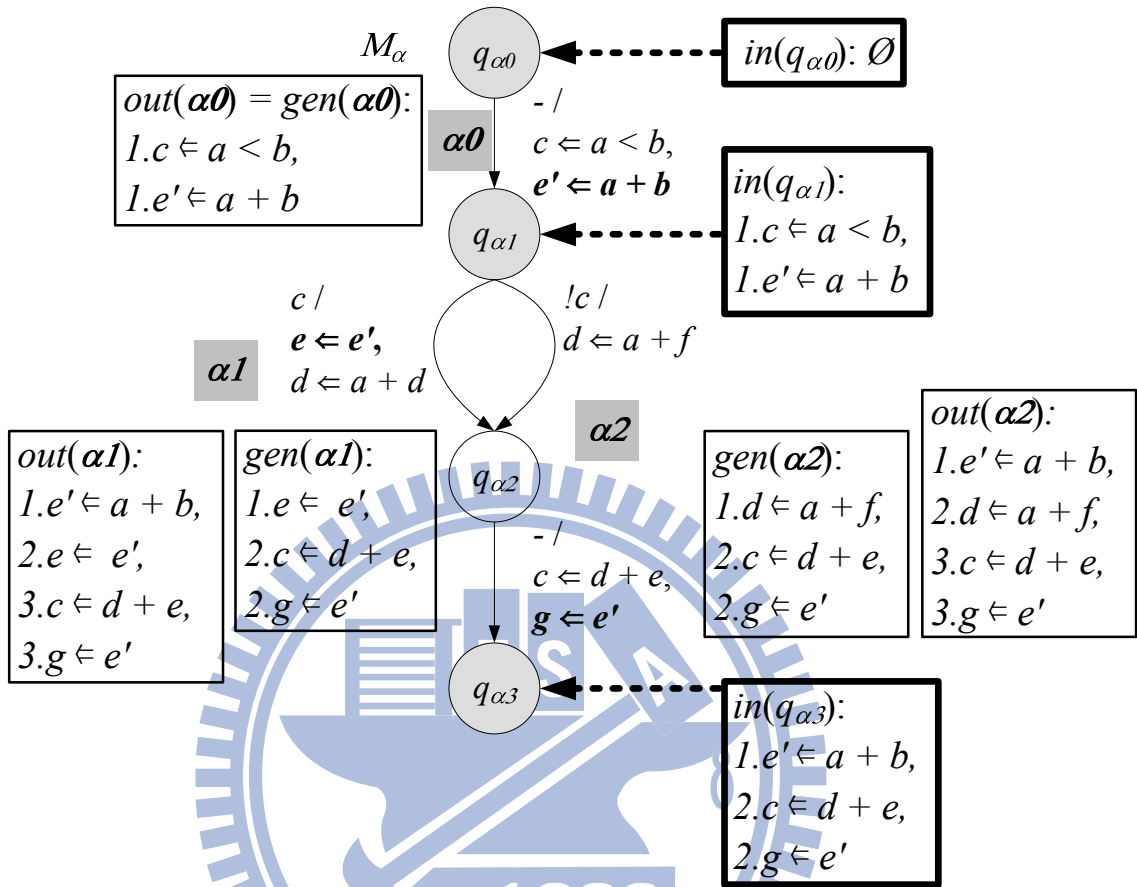 M_α
q_α0
in(q_α0): Ø
out(α0) = gen(α0):
1.c ⇐ a < b,
1.e' ⇐ a + b
α0
- /
c ⇐ a < b,
e' ⇐ a + b
q_α1
in(q_α1):
1.c ⇐ a < b,
1.e' ⇐ a + b
c /
e ⇐ e',
d ⇐ a + d
!c /
d ⇐ a + f
α1
α2
out(α1):
1.e' ⇐ a + b,
2.e ⇐ e',
3.c ⇐ d + e,
3.g ⇐ e'
gen(α1):
1.e ⇐ e',
2.c ⇐ d + e,
2.g ⇐ e'
q_α2
- /
c ⇐ d + e,
g ⇐ e'
gen(α2):
1.d ⇐ a + f,
2.c ⇐ d + e,
2.g ⇐ e'
out(α2):
1.e' ⇐ a + b,
2.d ⇐ a + f,
3.c ⇐ d + e,
3.g ⇐ e'
q_α3
in(q_α3):
1.e' ⇐ a + b,
2.c ⇐ d + e,
2.g ⇐ e'
S
A